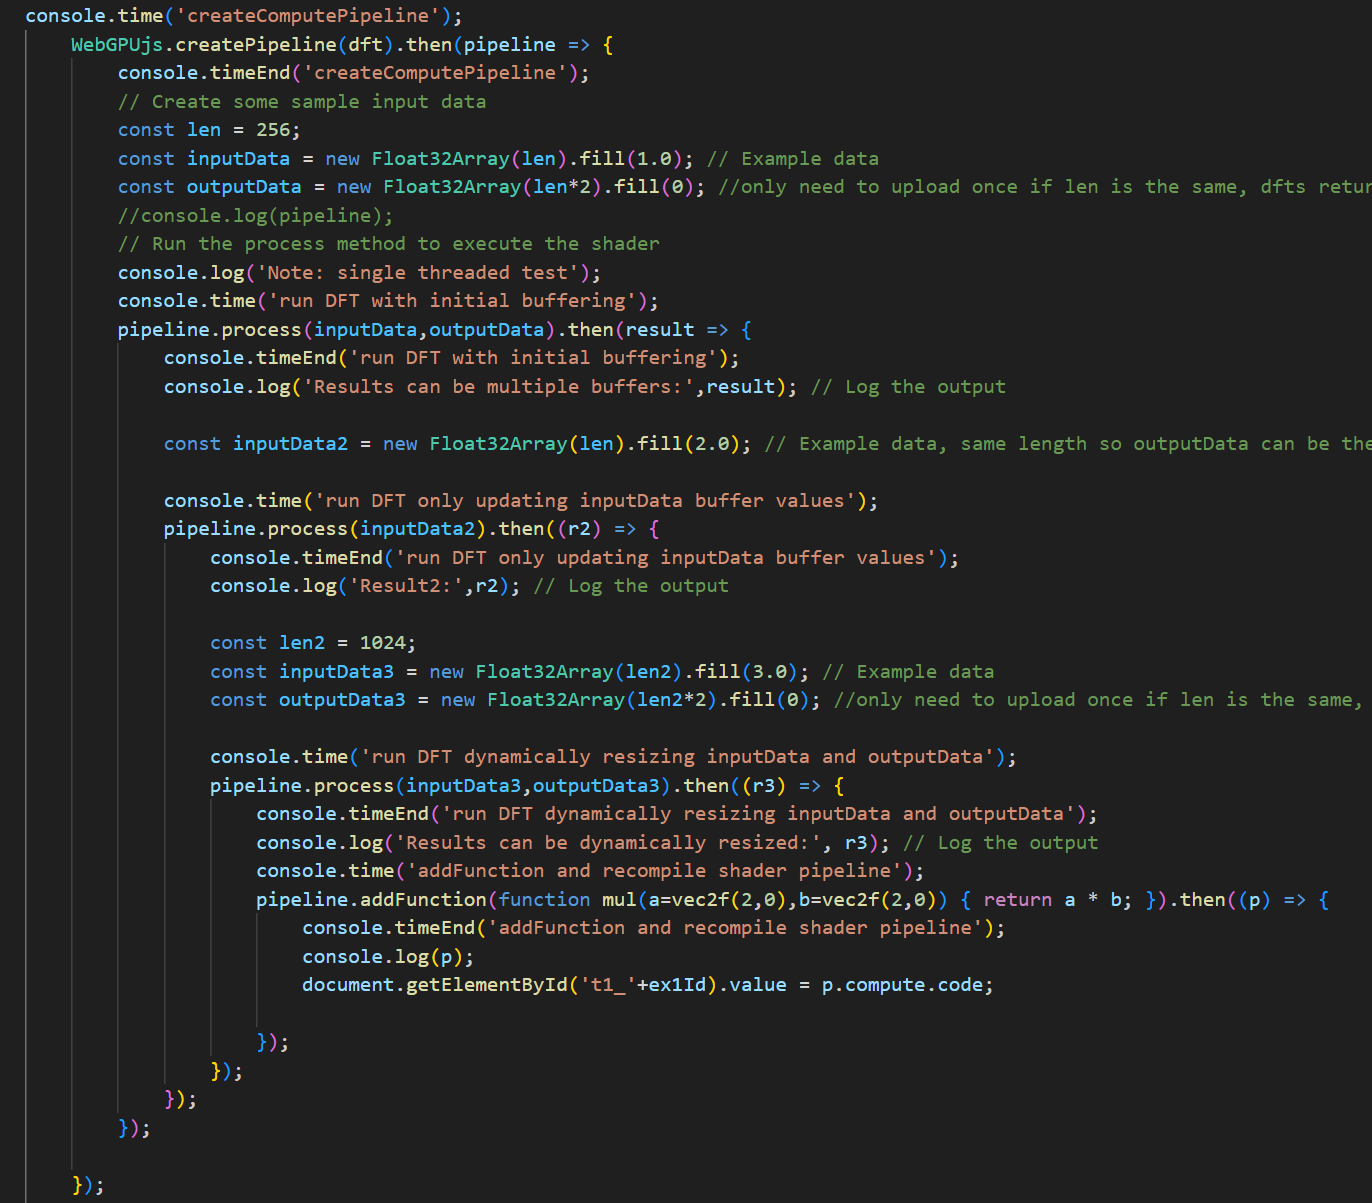 console.time('createComputePipeline');
WebGPUjs.createPipeline(dft).then(pipeline => {
console.timeEnd('createComputePipeline');
// Create some sample input data
const len = 256;
const inputData = new Float32Array(len).fill(1.0); // Example data
const outputData = new Float32Array(len*2).fill(0); //only need to upload once if len is the same, dfts retur
//console.log(pipeline);
// Run the process method to execute the shader
console.log('Note: single threaded test');
console.time('run DFT with initial buffering');
pipeline.process(inputData,outputData).then(result => {
console.timeEnd('run DFT with initial buffering');
console.log('Results can be multiple buffers:',result); // Log the output
const inputData2 = new Float32Array(len).fill(2.0); // Example data, same length so outputData can be the
console.time('run DFT only updating inputData buffer values');
pipeline.process(inputData2).then((r2) => {
console.timeEnd('run DFT only updating inputData buffer values');
console.log('Result2:',r2); // Log the output
const len2 = 1024;
const inputData3 = new Float32Array(len2).fill(3.0); // Example data
const outputData3 = new Float32Array(len2*2).fill(0); //only need to upload once if len is the same,
console.time('run DFT dynamically resizing inputData and outputData');
pipeline.process(inputData3,outputData3).then((r3) => {
console.timeEnd('run DFT dynamically resizing inputData and outputData');
console.log('Results can be dynamically resized:', r3); // Log the output
console.time('addFunction and recompile shader pipeline');
pipeline.addFunction(function mul(a=vec2f(2,0),b=vec2f(2,0)) { return a * b; }).then((p) => {
console.timeEnd('addFunction and recompile shader pipeline');
console.log(p);
document.getElementById('t1_'+ex1Id).value = p.compute.code;
});
});
});
});
});